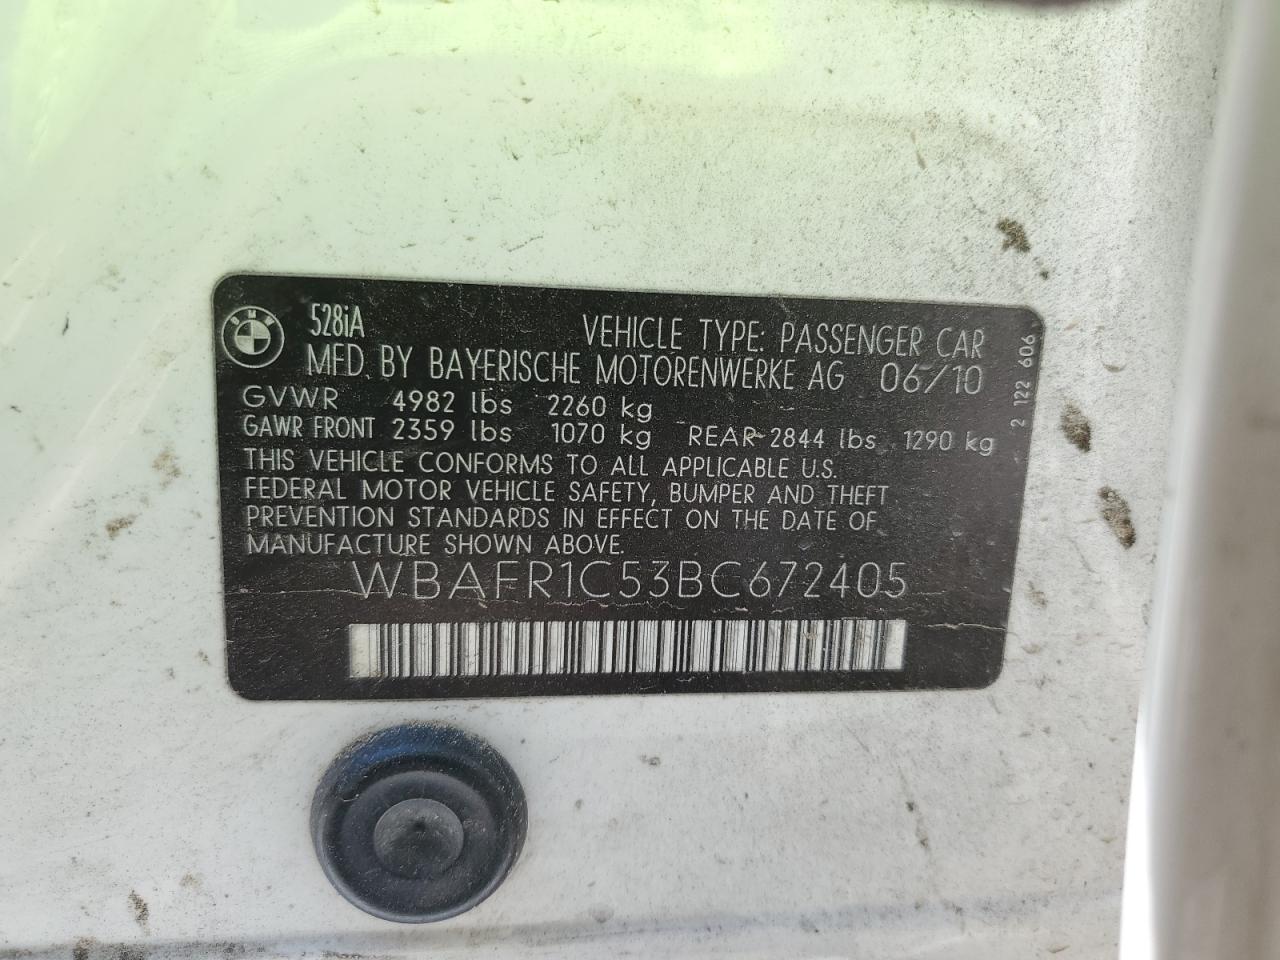 BMW
528iA VEHICLE TYPE: PASSENGER CAR
MFD. BY BAYERISCHE MOTORENWERKE AG 06/10
GVWR 4982 lbs 2260 kg
GAWR FRONT 2359 lbs 1070 kg REAR 2844 lbs 1290 kg
THIS VEHICLE CONFORMS TO ALL APPLICABLE U.S.
FEDERAL MOTOR VEHICLE SAFETY, BUMPER AND THEFT
PREVENTION STANDARDS IN EFFECT ON THE DATE OF
MANUFACTURE SHOWN ABOVE.
WBAFR1C53BC672405
2 122 606